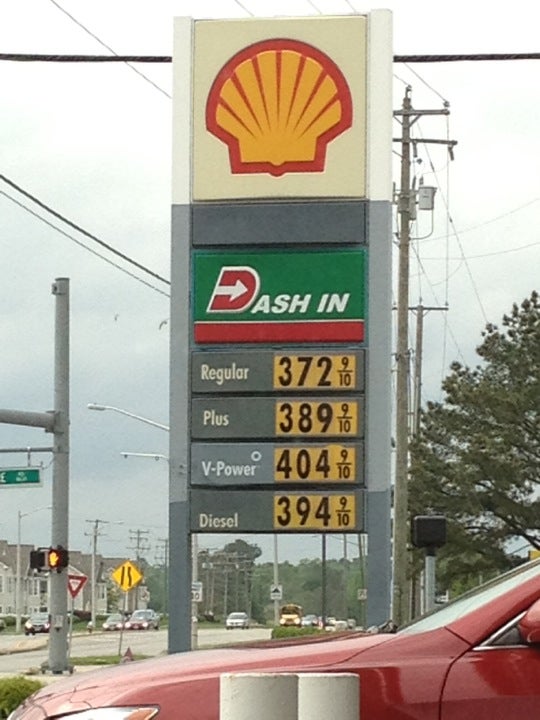 DASH IN
Regular 372 9/10
Plus 389 9/10
V-Power 404 9/10
Diesel 394 9/10